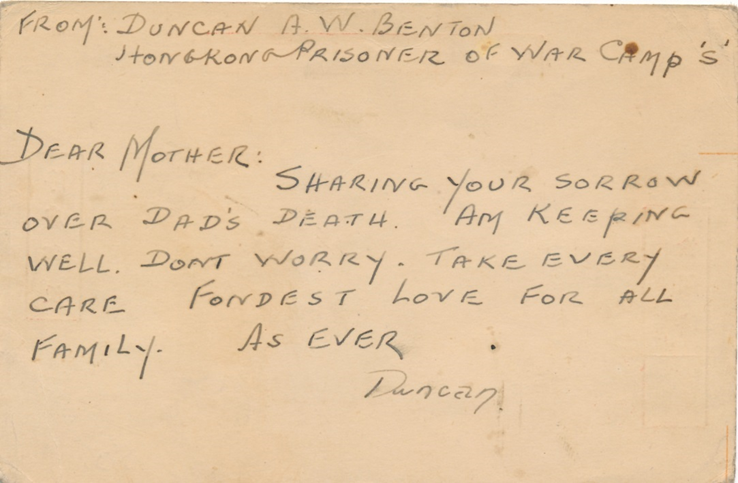 FROM: DUNCAN A. W. BENTON
HONGKONG PRISONER OF WAR CAMP 'S'
DEAR MOTHER:
SHARING YOUR SORROW
OVER DAD'S DEATH. AM KEEPING
WELL. DONT WORRY. TAKE EVERY
CARE FONDEST LOVE FOR ALL
FAMILY. AS EVER
Duncan.